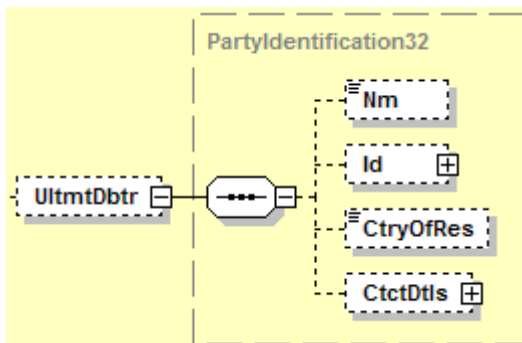 PartyIdentification32
Nm
Id
UltmtDbtr
CtryOfRes
CtctDtls